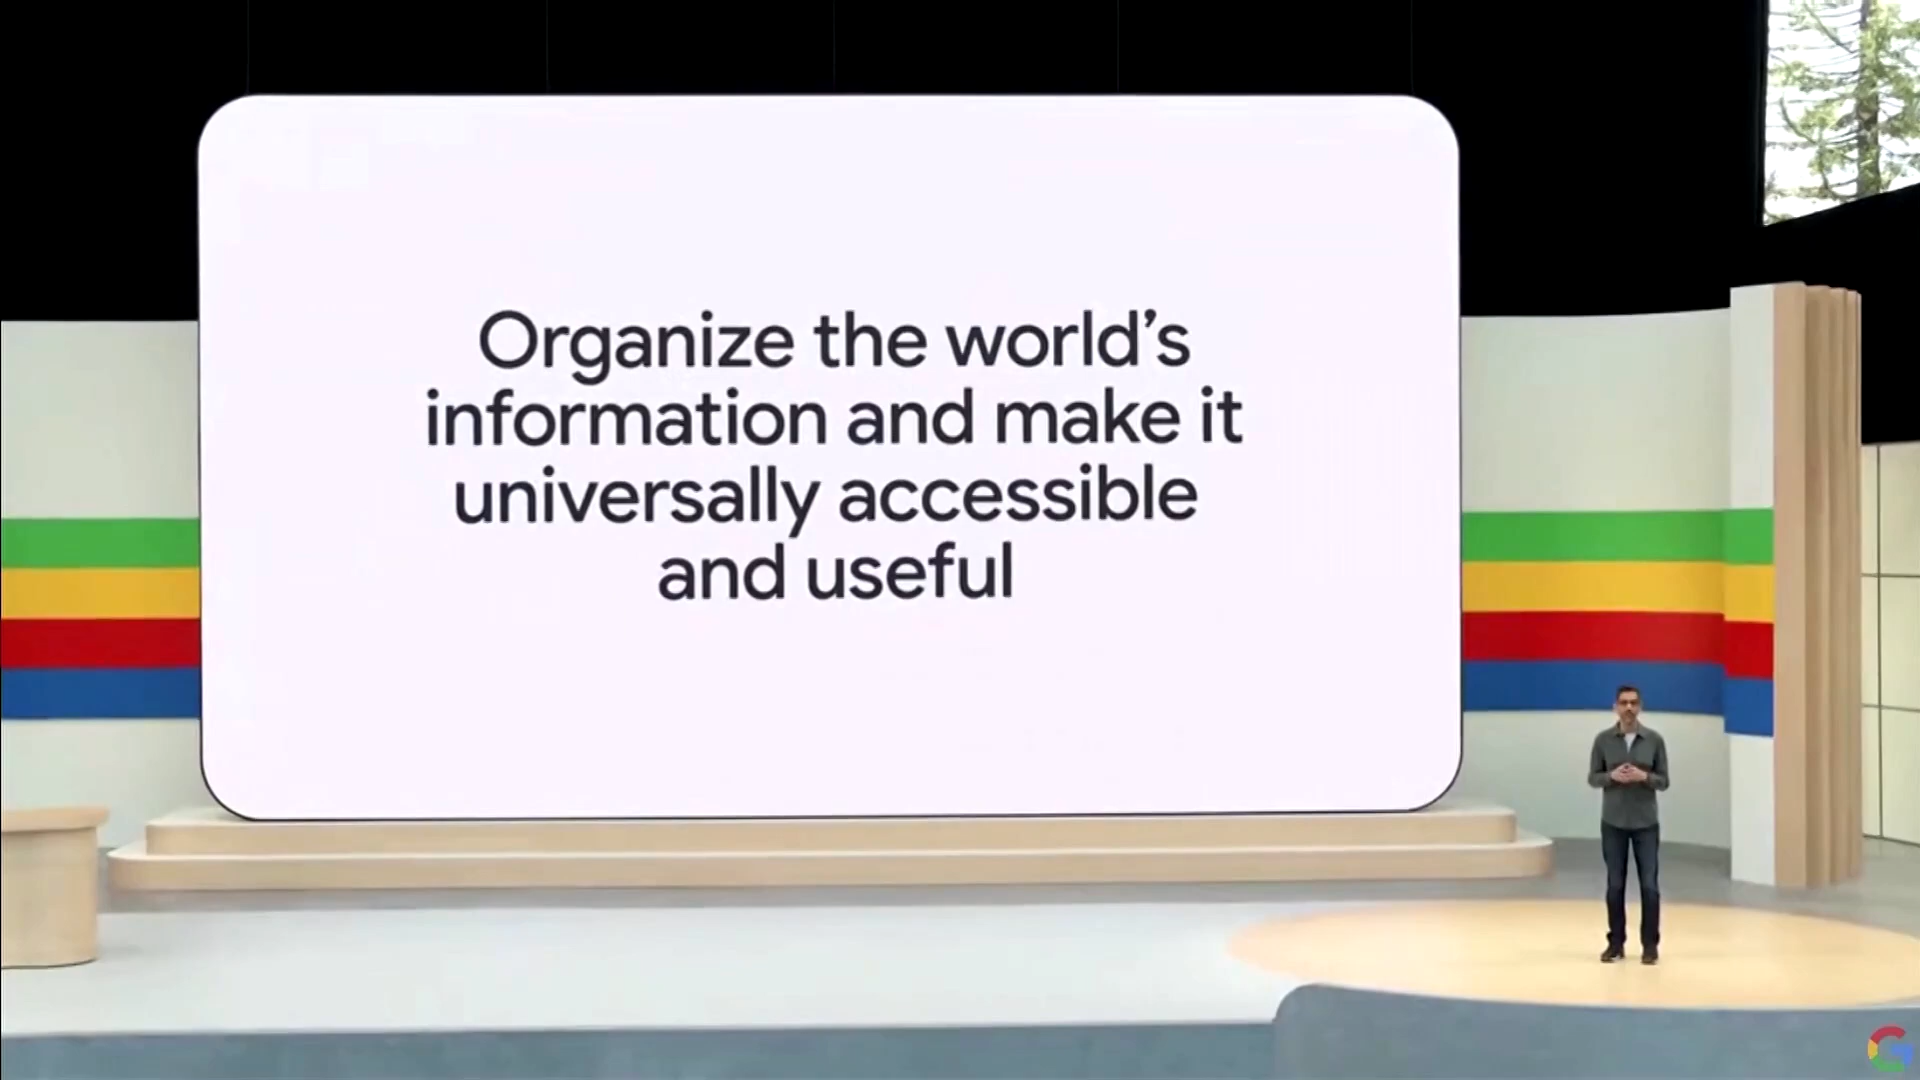 Organize the world’s
information and make it
universally accessible
and useful